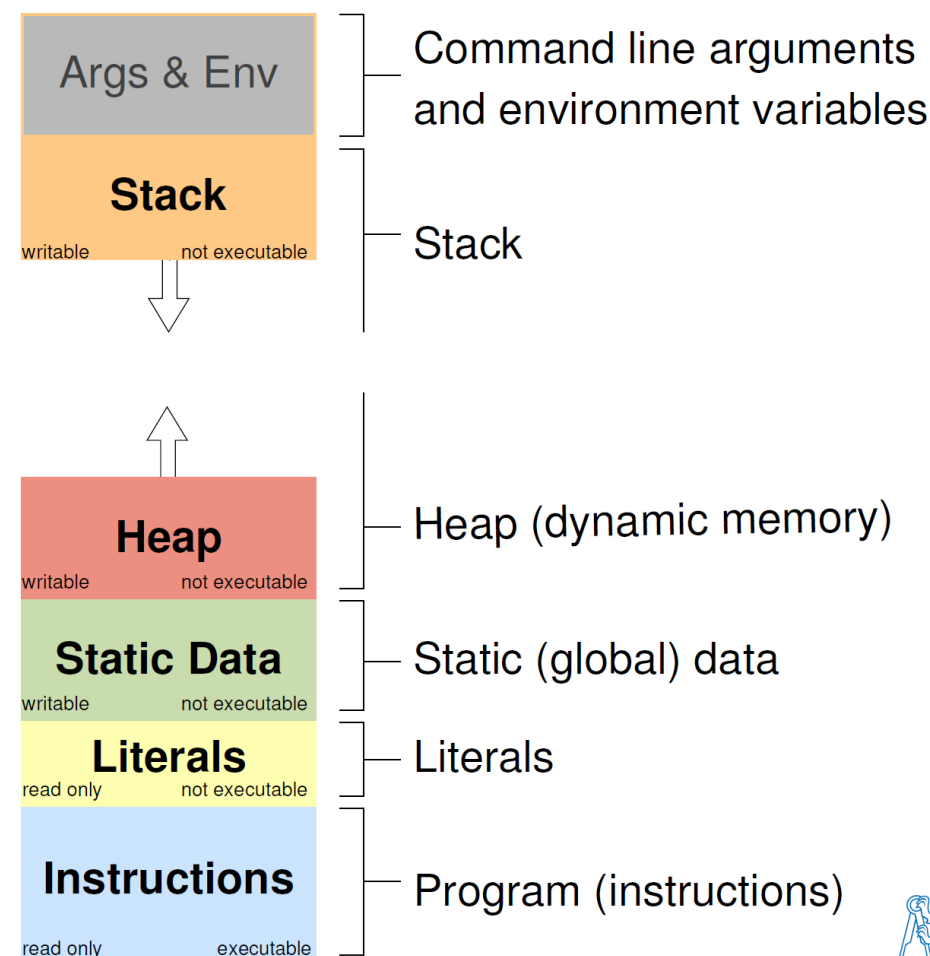 Args & Env
Command line arguments
and environment variables
Stack
writable not executable
Stack
Heap
writable not executable
Heap (dynamic memory)
Static Data
writable not executable
Static (global) data
Literals
read only not executable
Literals
Instructions
read only executable
Program (instructions)